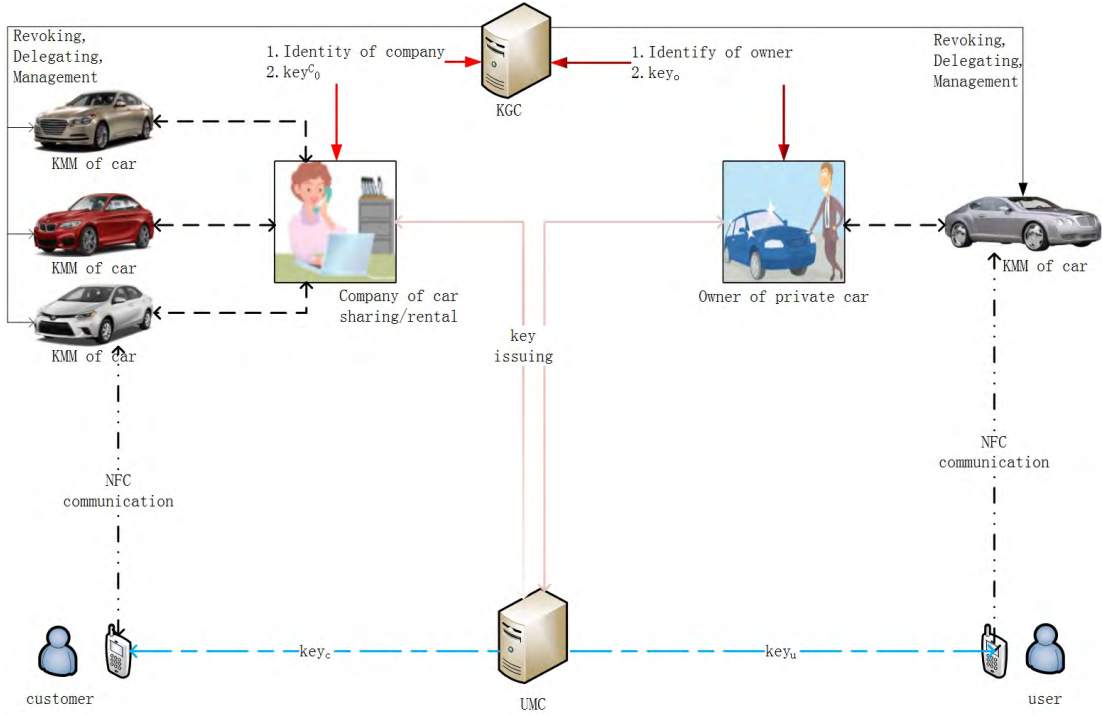 Revoking,
Delegating,
Management
1. Identity of company
2. keyᶜ₀
KGC
1. Identify of owner
2. keyₒ
Revoking,
Delegating,
Management
KMM of car
KMM of car
KMM of car
Company of car
sharing/rental
Owner of private car
KMM of car
key
issuing
NFC
communication
NFC
communication
key꜀
keyᵤ
customer
UMC
user